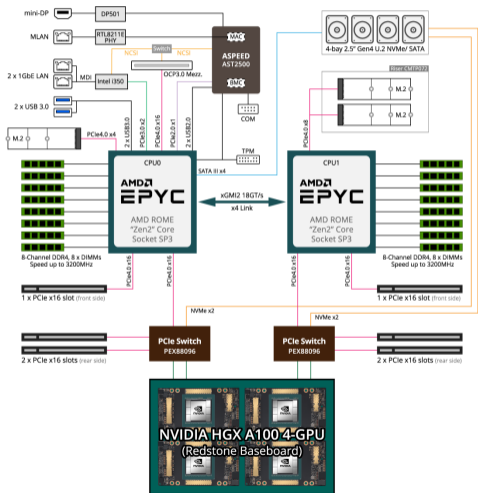 mini-DP
DP501
MLAN
RTL8211E
PHY
MAC
Switch
NCSI
NCSI
ASPEED
AST2500
2 x 1GbE LAN
MDI
Intel I350
OCP3.0 Mezz.
BMC
2 x USB 3.0
COM
TPM
M.2
PCIe4.0 x4
2 x USB3.0
PCIe3.0 x2
PCIe4.0 x16
PCIe2.0 x1
2 x USB2.0
SATA III x4
4-bay 2.5" Gen4 U.2 NVMe/ SATA
Riser CMTP072
M.2
M.2
PCIe4.0 x8
CPU0
AMD
EPYC
AMD ROME
"Zen2" Core
Socket SP3
xGMI2 18GT/s
x4 Link
CPU1
AMD
EPYC
AMD ROME
"Zen2" Core
Socket SP3
8-Channel DDR4, 8 x DIMMs
Speed up to 3200MHz
8-Channel DDR4, 8 x DIMMs
Speed up to 3200MHz
PCIe4.0 x16
PCIe4.0 x16
PCIe4.0 x16
PCIe4.0 x16
1 x PCIe x16 slot (front side)
1 x PCIe x16 slot (front side)
NVMe x2
NVMe x2
PCIe Switch
PEX88096
PCIe Switch
PEX88096
2 x PCIe x16 slots (rear side)
2 x PCIe x16 slots (rear side)
NVIDIA HGX A100 4-GPU
(Redstone Baseboard)